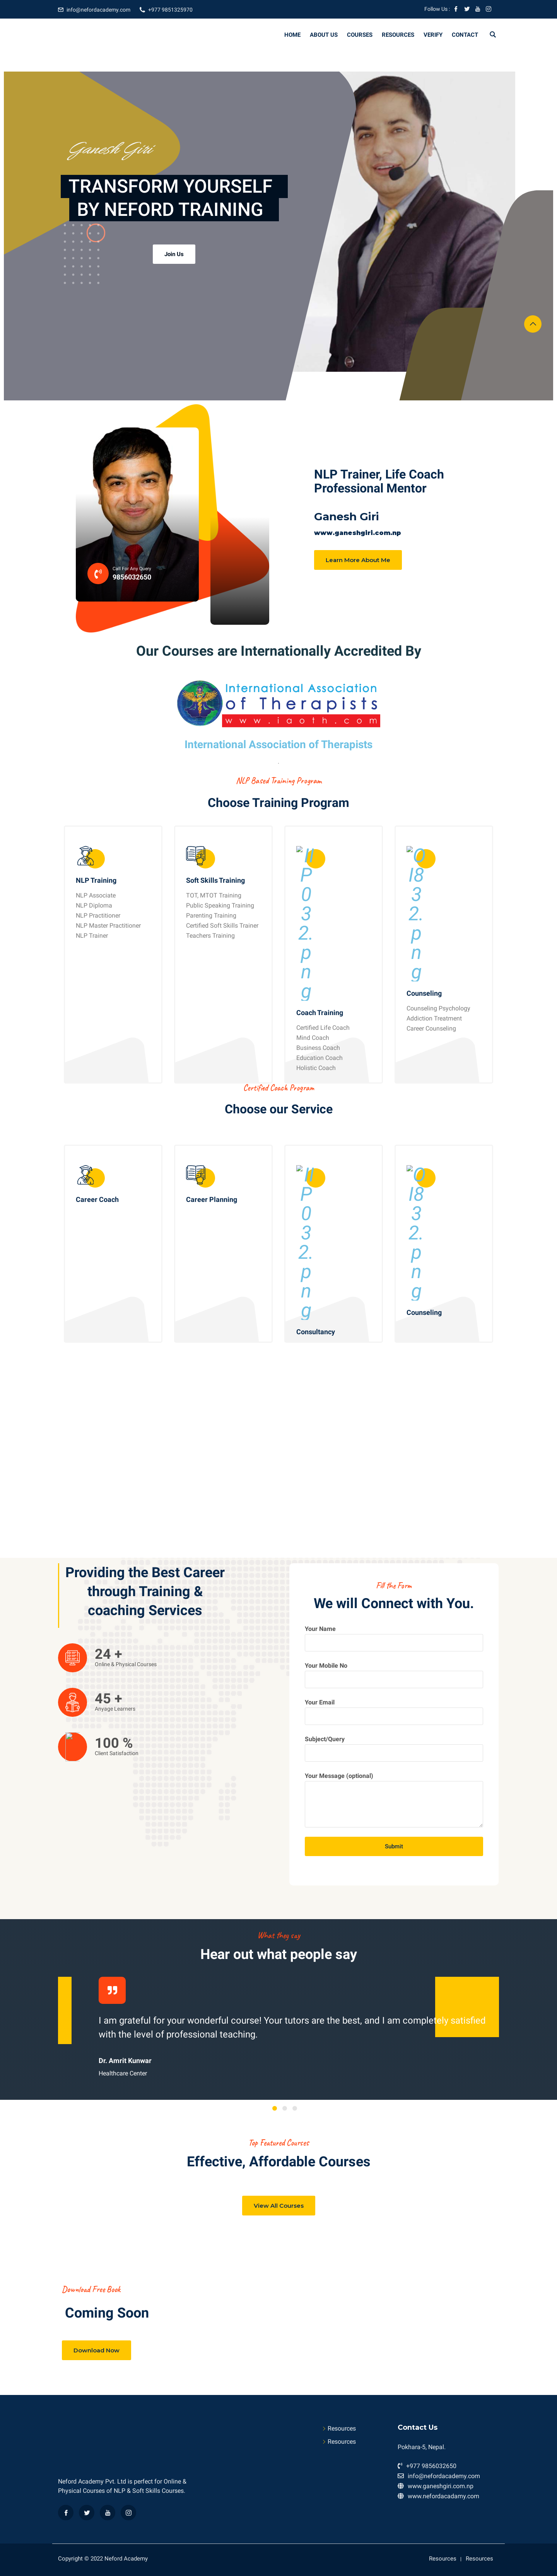 info@nefordacademy.com
+977 9851325970
Follow Us :
HOME
ABOUT US
COURSES
RESOURCES
VERIFY
CONTACT
Ganesh Giri
TRANSFORM YOURSELF
BY NEFORD TRAINING
Join Us
Call For Any Query
9856032650
NLP Trainer, Life Coach
Professional Mentor
Ganesh Giri
www.ganeshgiri.com.np
Learn More About Me
Our Courses are Internationally Accredited By
International Association
of Therapists
www.iaoth.com
International Association of Therapists
NLP Based Training Program
Choose Training Program
NLP Training
NLP Associate
NLP Diploma
NLP Practitioner
NLP Master Practitioner
NLP Trainer
Soft Skills Training
TOT, MTOT Training
Public Speaking Training
Parenting Training
Certified Soft Skills Trainer
Teachers Training
IIP032.png
Coach Training
Certified Life Coach
Mind Coach
Business Coach
Education Coach
Holistic Coach
OI832.png
Counseling
Counseling Psychology
Addiction Treatment
Career Counseling
Certified Coach Program
Choose our Service
Career Coach
Career Planning
IIP032.png
Consultancy
OI832.png
Counseling
Providing the Best Career
through Training &
coaching Services
24 +
Online & Physical Courses
45 +
Anyage Learners
100 %
Client Satisfaction
Fill the Form
We will Connect with You.
Your Name
Your Mobile No
Your Email
Subject/Query
Your Message (optional)
Submit
What they say
Hear out what people say
I am grateful for your wonderful course! Your tutors are the best, and I am completely satisfied
with the level of professional teaching.
Dr. Amrit Kunwar
Healthcare Center
Top Featured Courses
Effective, Affordable Courses
View All Courses
Download Free Book
Coming Soon
Download Now
Neford Academy Pvt. Ltd is perfect for Online &
Physical Courses of NLP & Soft Skills Courses.
Resources
Resources
Contact Us
Pokhara-5, Nepal.
+977 9856032650
info@nefordacademy.com
www.ganeshgiri.com.np
www.nefordacadamy.com
Copyright © 2022 Neford Academy
Resources | Resources